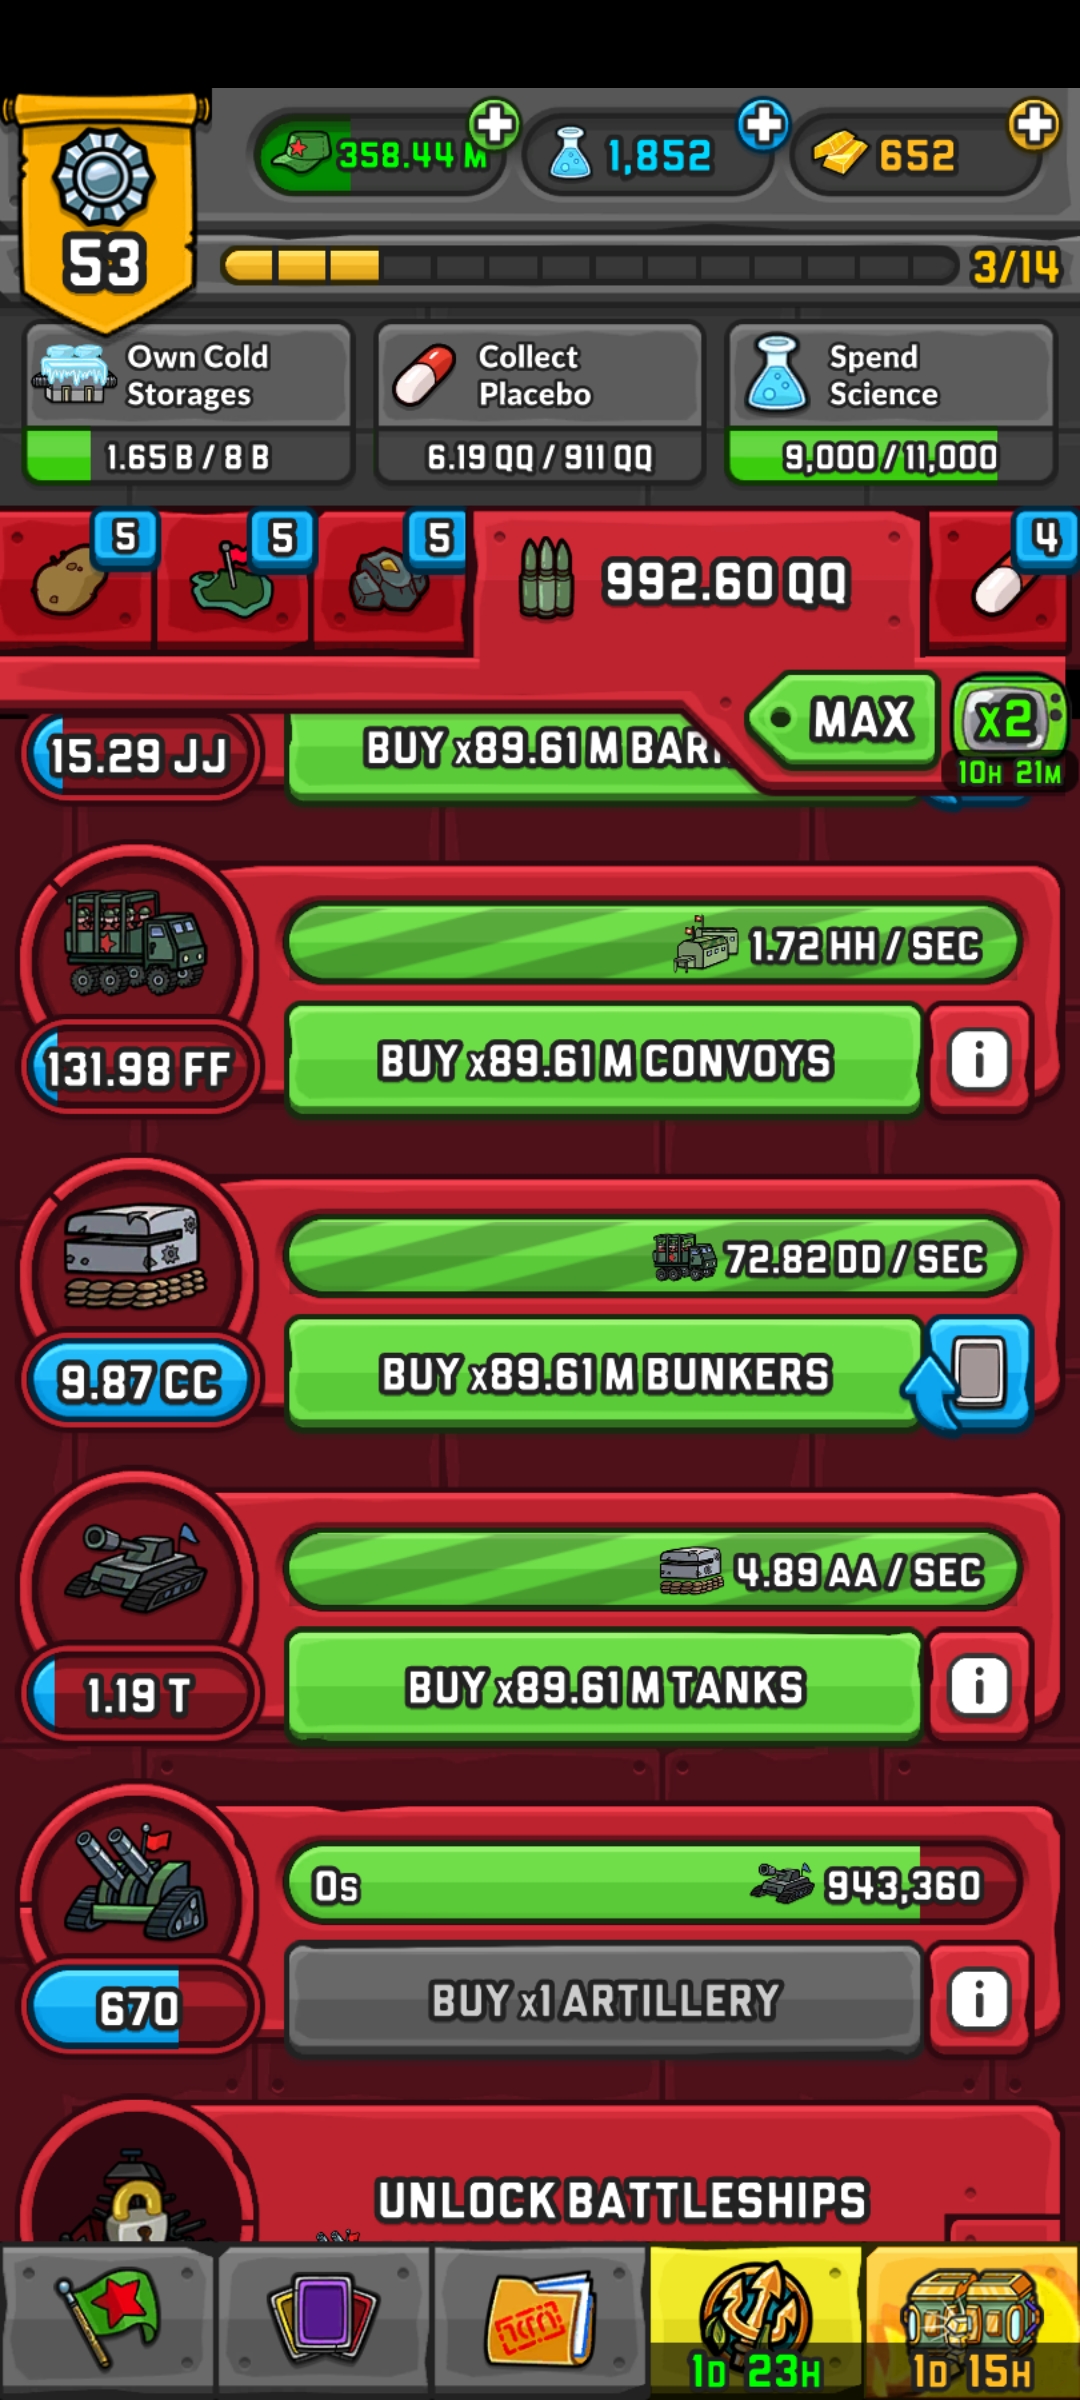 358.44 M
1,852
652
53
3/14
Own Cold
Storages
Collect
Placebo
Spend
Science
1.65 B / 8 B
6.19 QQ / 911 QQ
9,000 / 11,000
5
5
5
992.60 QQ
4
MAX
x2
10H 21M
15.29 JJ
BUY x89.61 M BARR
1.72 HH / SEC
131.98 FF
BUY x89.61 M CONVOYS
i
72.82 DD / SEC
9.87 CC
BUY x89.61 M BUNKERS
4.89 AA / SEC
1.19 T
BUY x89.61 M TANKS
i
0s
943,360
670
BUY x1 ARTILLERY
i
UNLOCK BATTLESHIPS
1D 23H
1D 15H